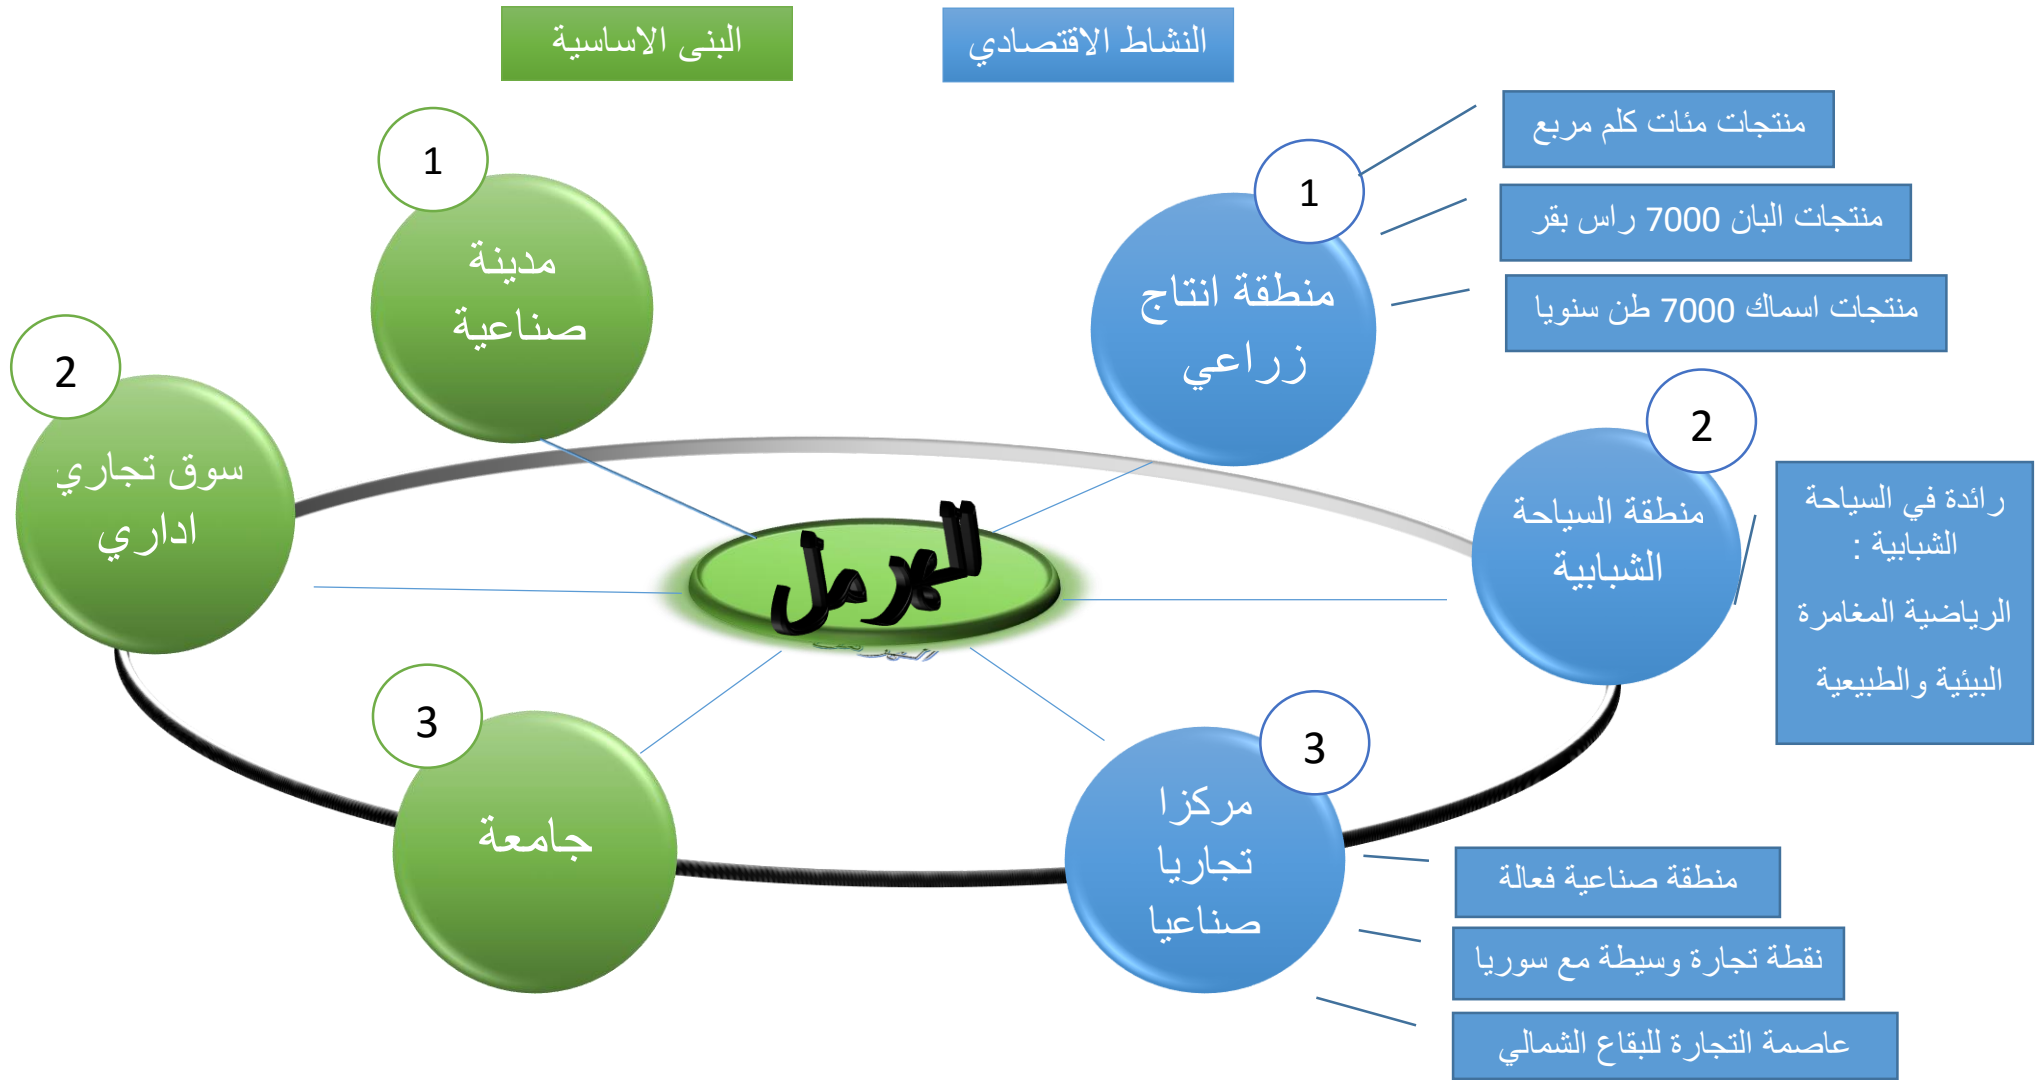 النشاط الاقتصادي
البنى الاساسية
1
منطقة انتاج
زراعي
منتجات مئات كلم مربع
منتجات البان 7000 راس بقر
منتجات اسماك 7000 طن سنويا
2
منطقة السياحة
الشبابية
رائدة في السياحة
الشبابية :
الرياضية المغامرة
البيئية والطبيعية
3
مركزا
تجاريا
صناعيا
منطقة صناعية فعالة
نقطة تجارة وسيطة مع سوريا
عاصمة التجارة للبقاع الشمالي
الهرمل
1
مدينة
صناعية
2
سوق تجاري
اداري
3
جامعة